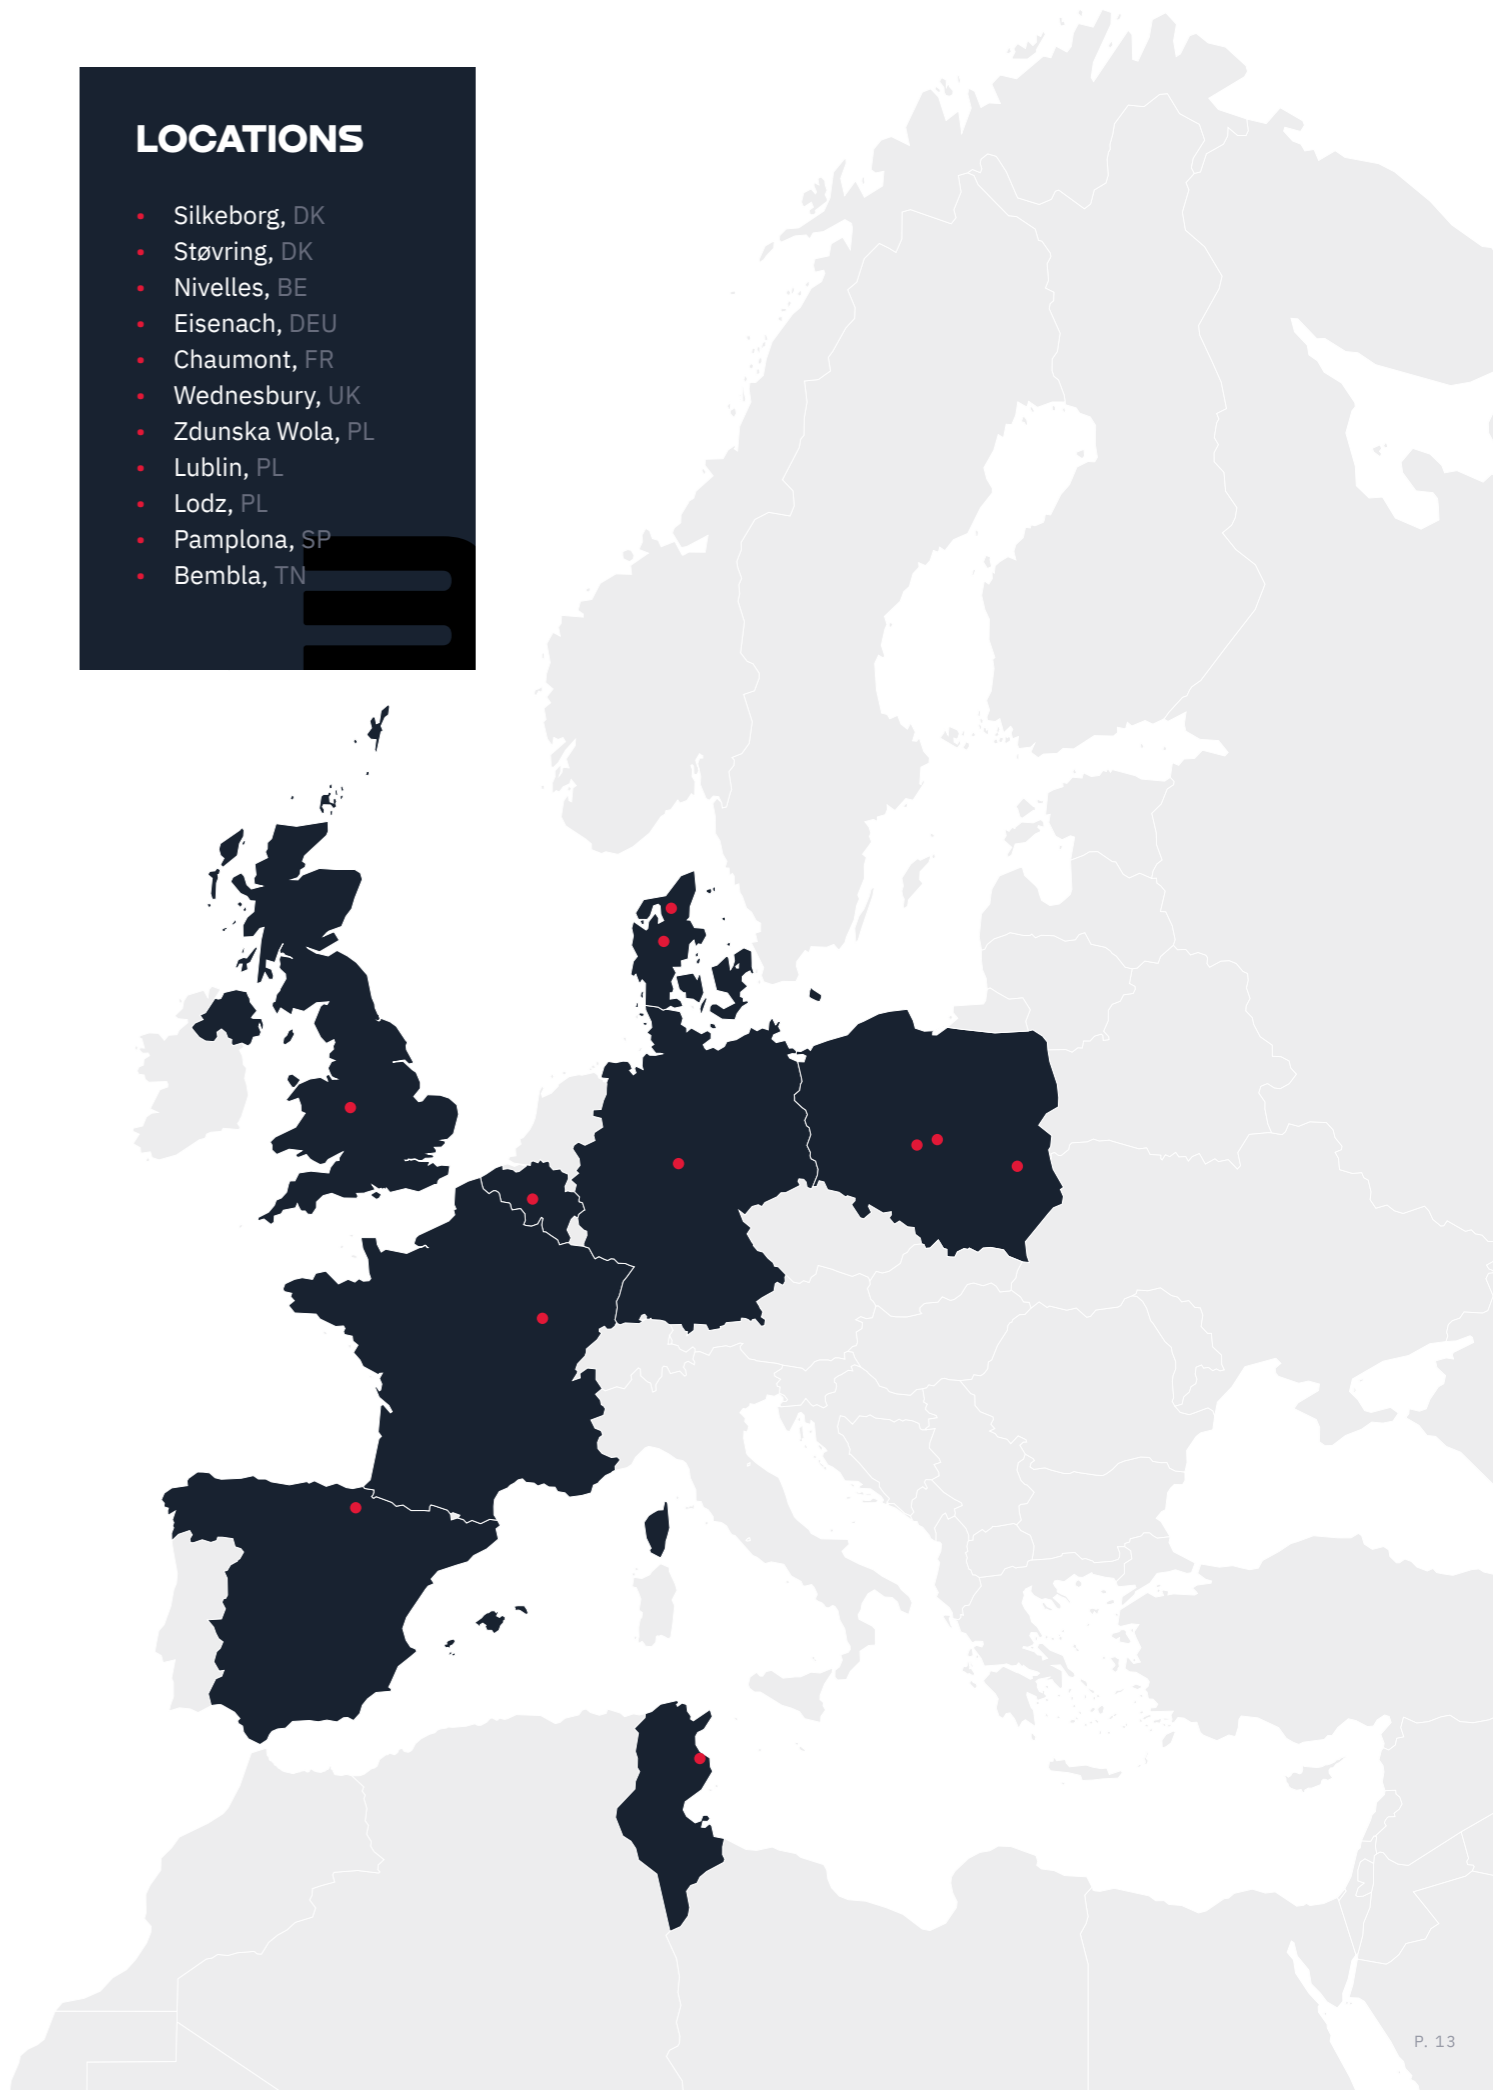 LOCATIONS
• Silkeborg, DK
• Støvring, DK
• Nivelles, BE
• Eisenach, DEU
• Chaumont, FR
• Wednesbury, UK
• Zdunska Wola, PL
• Lublin, PL
• Lodz, PL
• Pamplona, SP
• Bembla, TN
P. 13